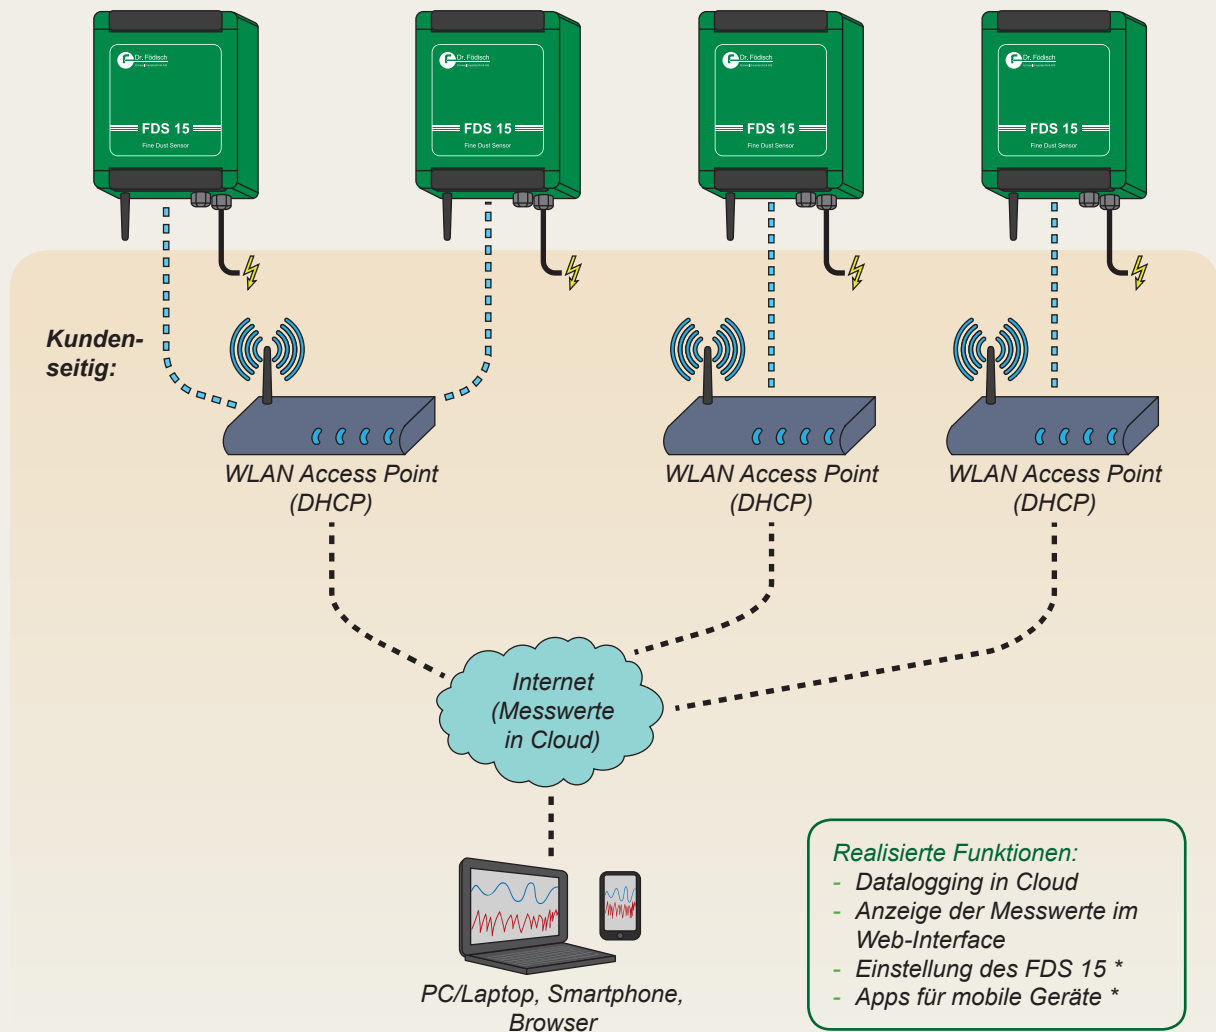 Dr. Födisch
FDS 15
Fine Dust Sensor
Dr. Födisch
FDS 15
Fine Dust Sensor
Dr. Födisch
FDS 15
Fine Dust Sensor
Dr. Födisch
FDS 15
Fine Dust Sensor
Kunden-
seitig:
WLAN Access Point
(DHCP)
WLAN Access Point
(DHCP)
WLAN Access Point
(DHCP)
Internet
(Messwerte
in Cloud)
PC/Laptop, Smartphone,
Browser
Realisierte Funktionen:
- Datalogging in Cloud
- Anzeige der Messwerte im
Web-Interface
- Einstellung des FDS 15 *
- Apps für mobile Geräte *